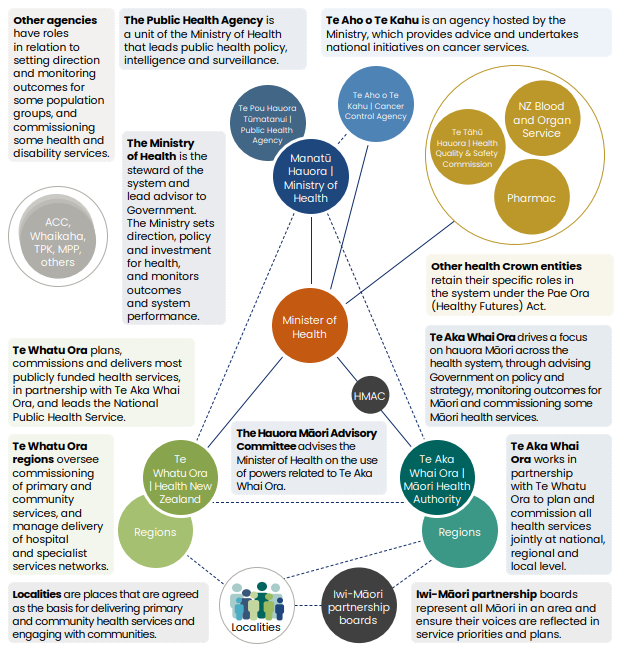 Other agencies
have roles
in relation to
setting direction
and monitoring
outcomes for
some population
groups, and
commissioning
some health and
disability services.
The Public Health Agency is
a unit of the Ministry of Health
that leads public health policy,
intelligence and surveillance.
Te Aho o Te Kahu is an agency hosted by the
Ministry, which provides advice and undertakes
national initiatives on cancer services.
Te Pou Hauora
Tūmatanui |
Public Health
Agency
Te Aho o Te
Kahu | Cancer
Control Agency
NZ Blood
and Organ
Service
Te Tāhū
Hauora | Health
Quality & Safety
Commission
Pharmac
The Ministry
of Health is the
steward of the
system and
lead advisor to
Government.
The Ministry sets
direction, policy
and investment
for health,
and monitors
outcomes
and system
performance.
Manatū
Hauora |
Ministry of
Health
ACC,
Whaikaha,
TPK, MPP,
others
Other health Crown entities
retain their specific roles in
the system under the Pae Ora
(Healthy Futures) Act.
Minister of
Health
Te Whatu Ora plans,
commissions and delivers most
publicly funded health services,
in partnership with Te Aka Whai
Ora, and leads the National
Public Health Service.
Te Aka Whai Ora drives a focus
on hauora Māori across the
health system, through advising
Government on policy and
strategy, monitoring outcomes for
Māori and commissioning some
Māori health services.
HMAC
The Hauora Māori Advisory
Committee advises the
Minister of Health on the use
of powers related to Te Aka
Whai Ora.
Te Whatu Ora
regions oversee
commissioning
of primary and
community
services, and
manage delivery
of hospital
and specialist
services networks.
Te
Whatu Ora
| Health New
Zealand
Regions
Te Aka
Whai Ora |
Māori Health
Authority
Regions
Te Aka Whai
Ora works in
partnership
with Te Whatu
Ora to plan and
commission all
health services
jointly at national,
regional and
local level.
Localities are places that are agreed
as the basis for delivering primary
and community health services and
engaging with communities.
Localities
Iwi-Māori
partnership
boards
Iwi-Māori partnership boards
represent all Māori in an area and
ensure their voices are reflected in
service priorities and plans.